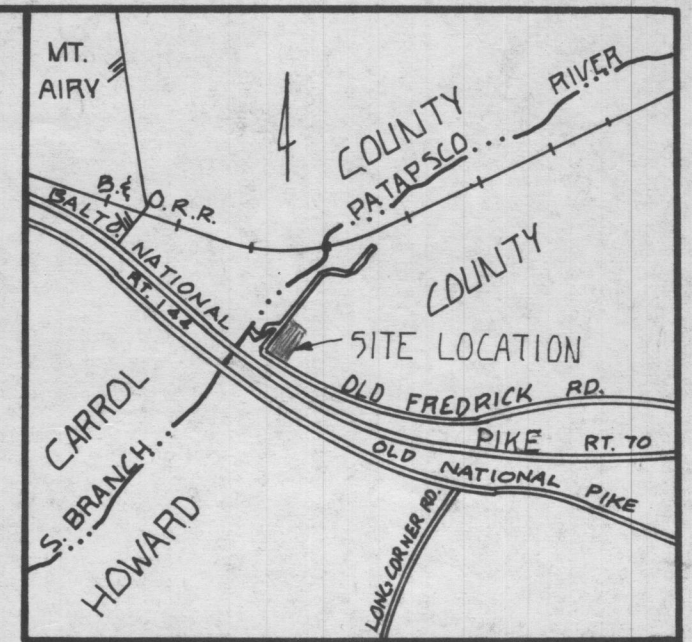 MT.
AIRY
B.&
O.R.R.
COUNTY
PATAPSCO
RIVER
BALTO. NATIONAL
RT. 144
COUNTY
SITE LOCATION
CARROL
OLD FREDRICK RD.
PIKE RT. 70
OLD NATIONAL PIKE
S. BRANCH
HOWARD
LONG CORNER RD.